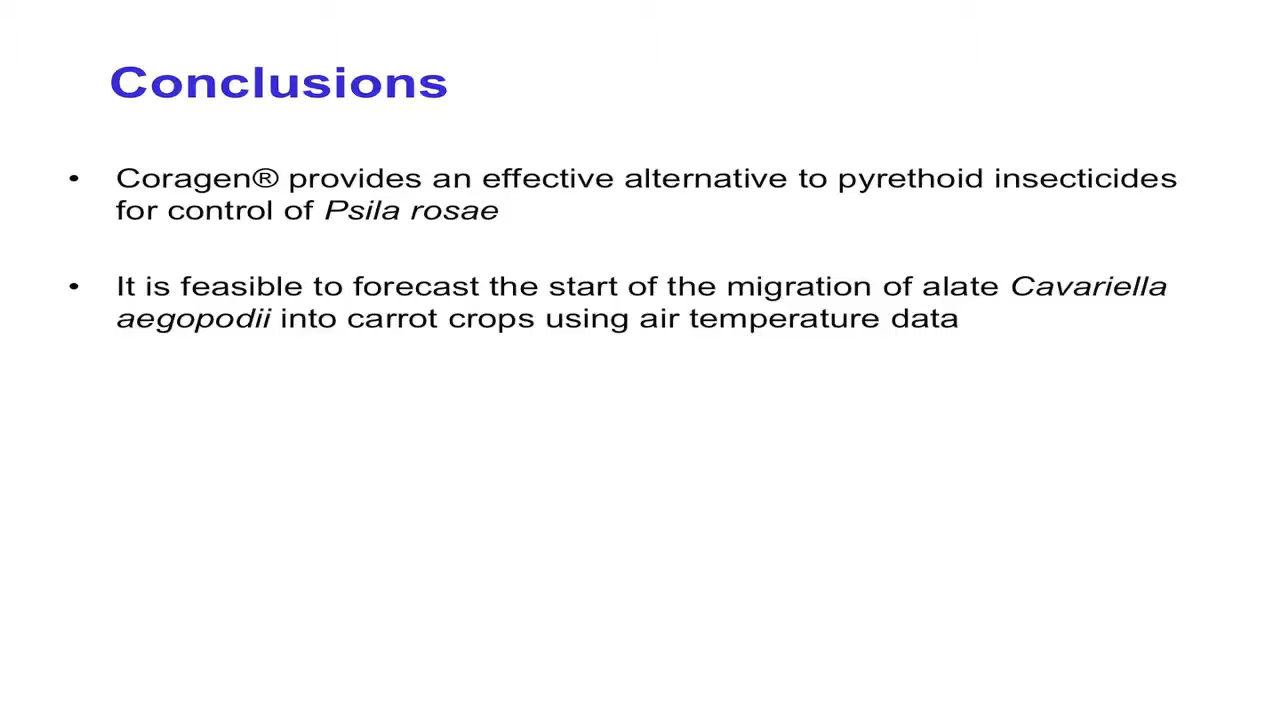 Conclusions
• Coragen® provides an effective alternative to pyrethoid insecticides
for control of Psila rosae
• It is feasible to forecast the start of the migration of alate Cavariella
aegopodii into carrot crops using air temperature data